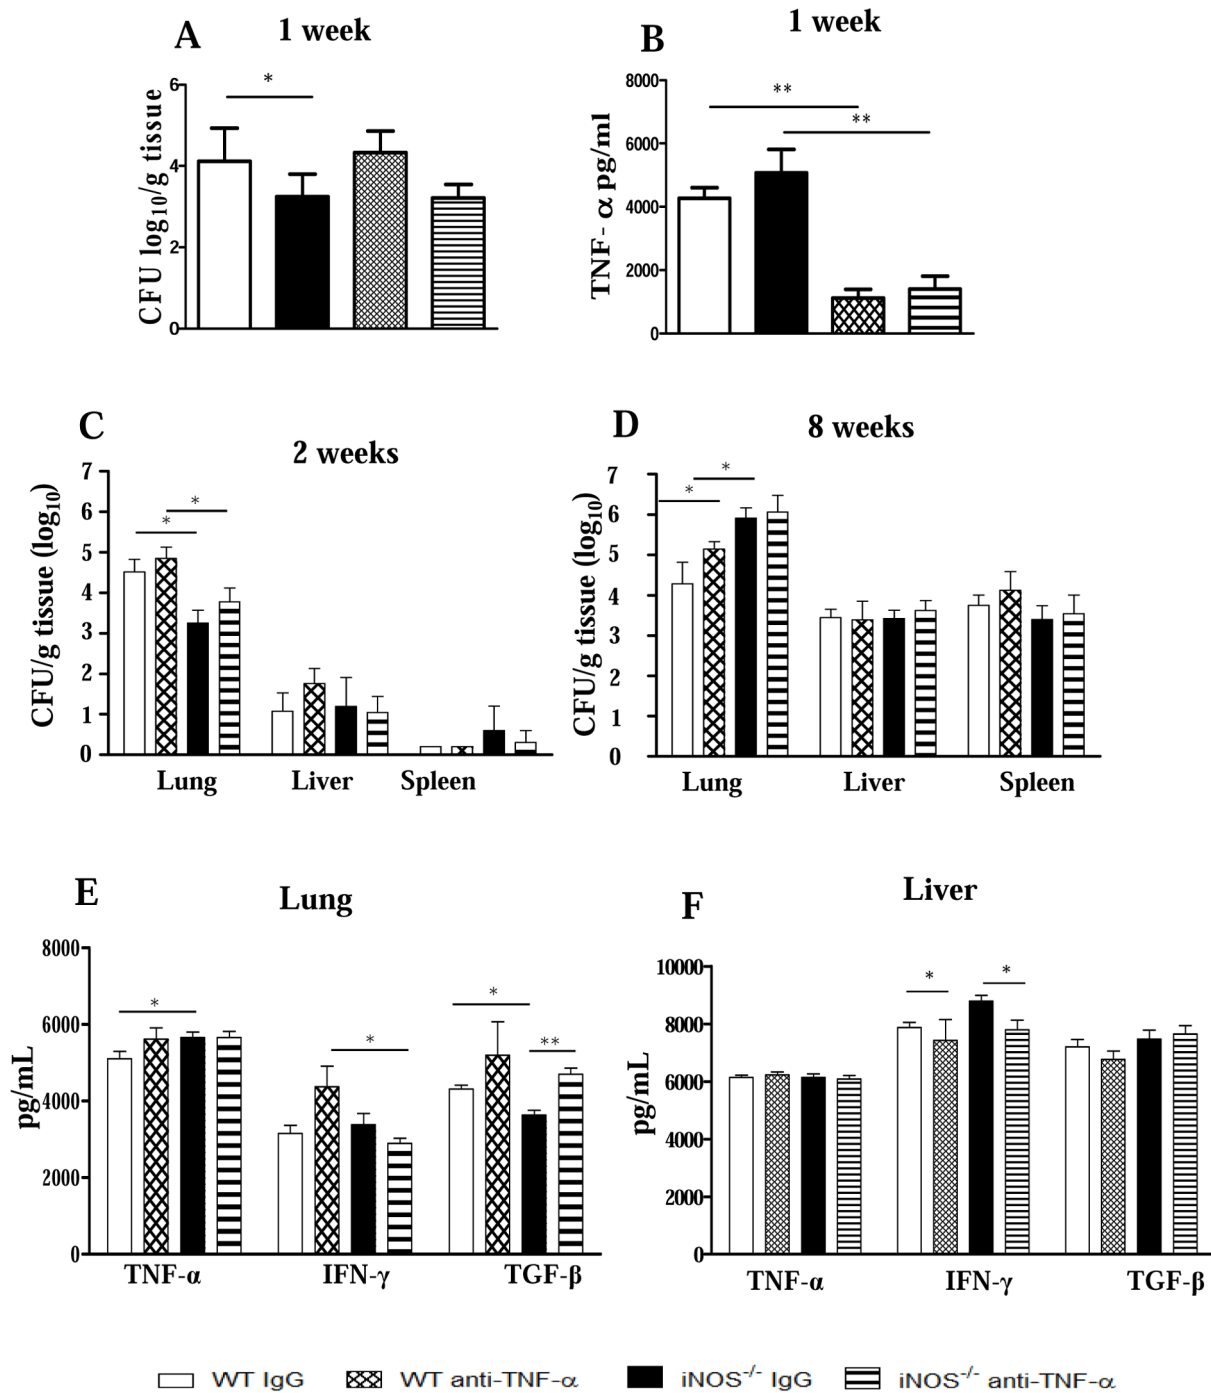 A 1 week
CFU log10/g tissue
6
4
2
0
*
B 1 week
TNF- α pg/ml
8000
6000
4000
2000
0
**
**
C 2 weeks
CFU/g tissue (log10)
7
6
5
4
3
2
1
0
*
*
Lung Liver Spleen
D 8 weeks
CFU/g tissue (log10)
7
6
5
4
3
2
1
0
*
*
Lung Liver Spleen
E Lung
pg/mL
8000
6000
4000
2000
0
*
*
*
**
TNF-α IFN-γ TGF-β
F Liver
pg/mL
10000
8000
6000
4000
2000
0
*
*
TNF-α IFN-γ TGF-β
WT IgG WT anti-TNF-α iNOS-/- IgG iNOS-/- anti-TNF-α